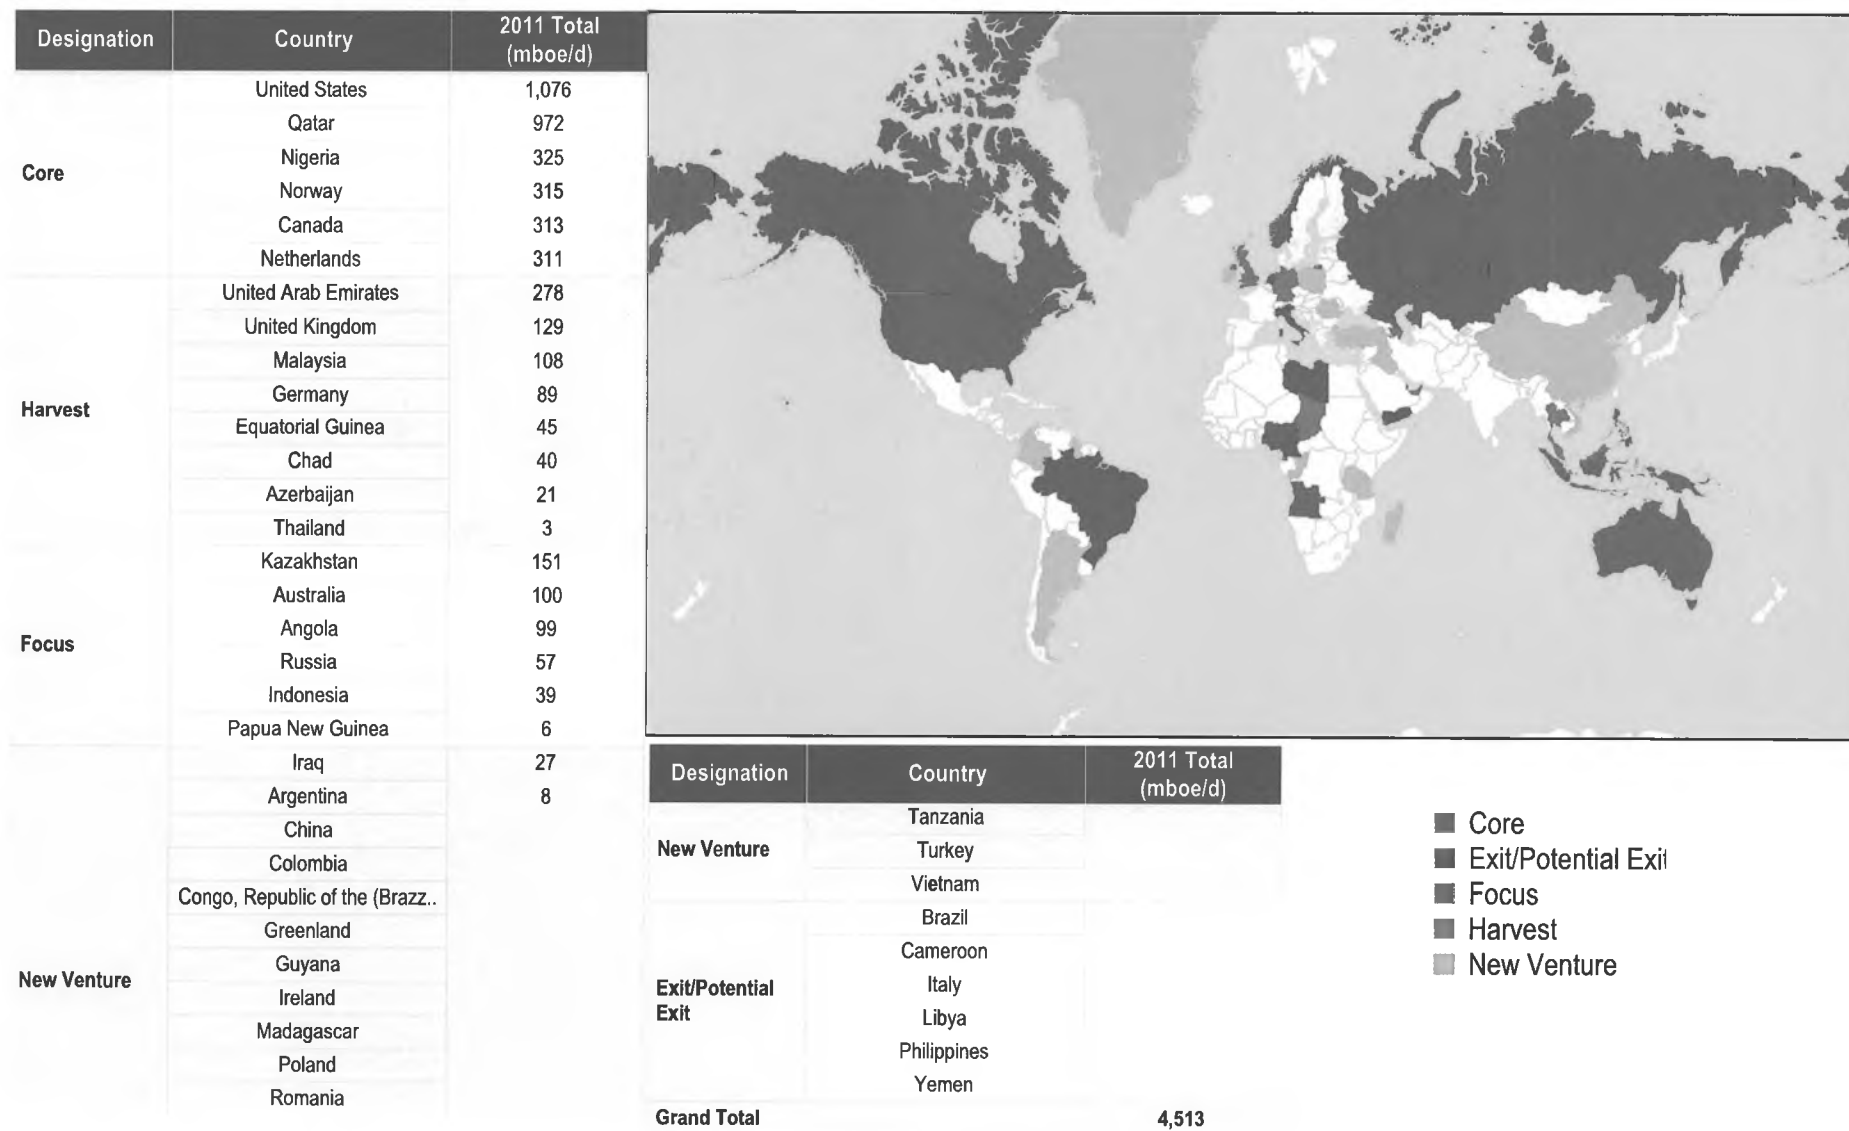 Designation Country 2011 Total (mboe/d)
Core
United States 1,076
Qatar 972
Nigeria 325
Norway 315
Canada 313
Netherlands 311
Harvest
United Arab Emirates 278
United Kingdom 129
Malaysia 108
Germany 89
Equatorial Guinea 45
Chad 40
Azerbaijan 21
Thailand 3
Focus
Kazakhstan 151
Australia 100
Angola 99
Russia 57
Indonesia 39
Papua New Guinea 6
New Venture
Iraq 27
Argentina 8
China
Colombia
Congo, Republic of the (Brazz..
Greenland
Guyana
Ireland
Madagascar
Poland
Romania
Designation Country 2011 Total (mboe/d)
New Venture
Tanzania
Turkey
Vietnam
Exit/Potential Exit
Brazil
Cameroon
Italy
Libya
Philippines
Yemen
Grand Total 4,513
Core
Exit/Potential Exit
Focus
Harvest
New Venture